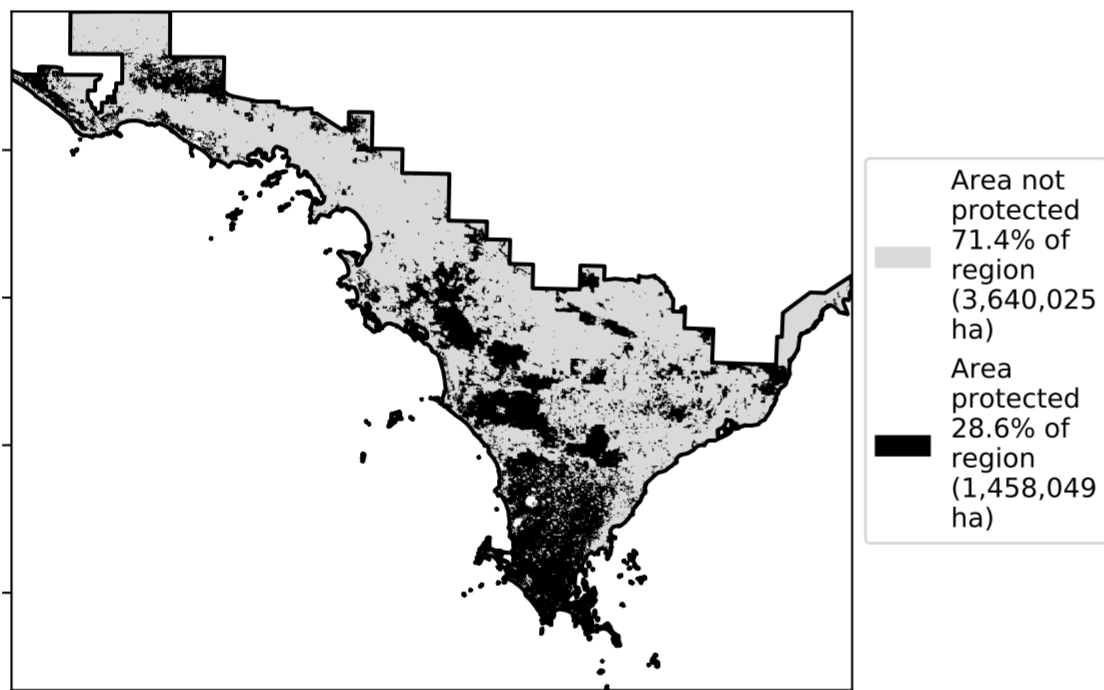 Area not
protected
71.4% of
region
(3,640,025
ha)
Area
protected
28.6% of
region
(1,458,049
ha)